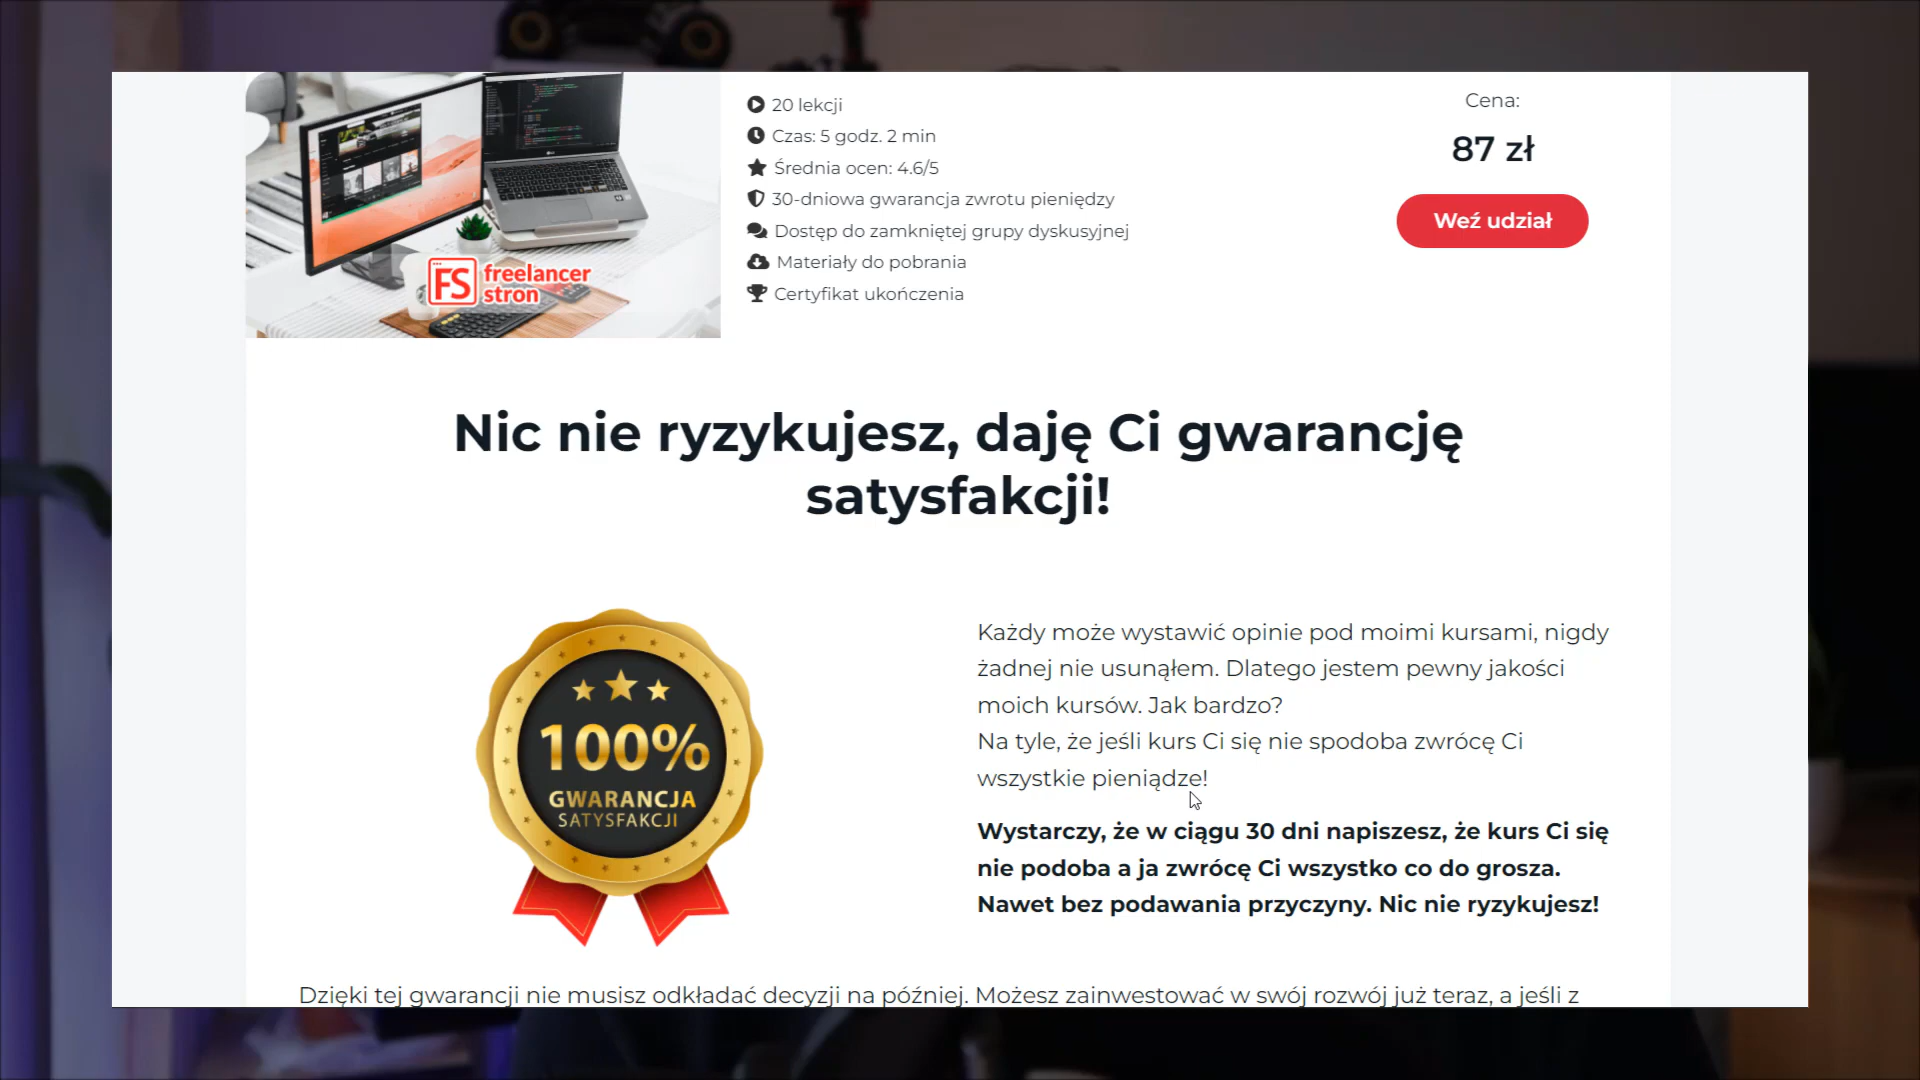 FS freelancer
stron
20 lekcji
Czas: 5 godz. 2 min
Średnia ocen: 4.6/5
30-dniowa gwarancja zwrotu pieniędzy
Dostęp do zamkniętej grupy dyskusyjnej
Materiały do pobrania
Certyfikat ukończenia
Cena:
87 zł
Weź udział
Nic nie ryzykujesz, daję Ci gwarancję
satysfakcji!
100%
GWARANCJA
SATYSFAKCJI
Każdy może wystawić opinie pod moimi kursami, nigdy
żadnej nie usunąłem. Dlatego jestem pewny jakości
moich kursów. Jak bardzo?
Na tyle, że jeśli kurs Ci się nie spodoba zwrócę Ci
wszystkie pieniądze!
Wystarczy, że w ciągu 30 dni napiszesz, że kurs Ci się
nie podoba a ja zwrócę Ci wszystko co do grosza.
Nawet bez podawania przyczyny. Nic nie ryzykujesz!
Dzięki tej gwarancji nie musisz odkładać decyzji na później. Możesz zainwestować w swój rozwój już teraz, a jeśli z